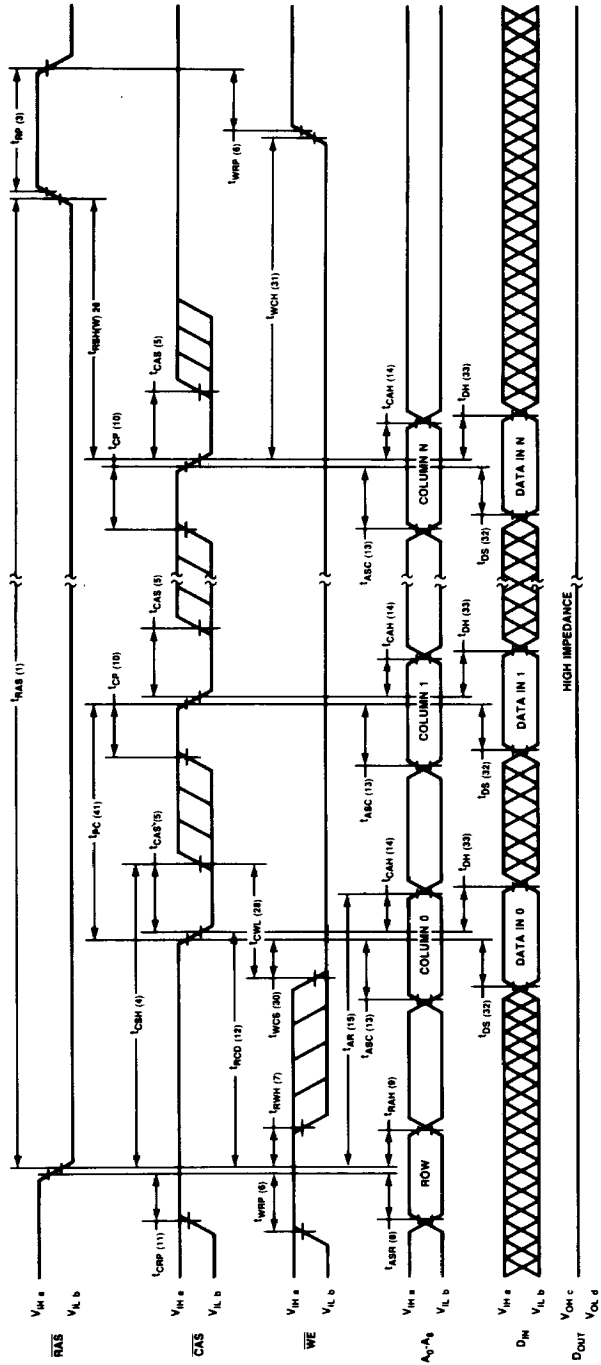 RAS
VIH a
VIL b
tRAS (1)
tRP (3)
tRSH(W) 26
tPC (41)
tCSH (4)
tCRP (11)
tRCD (12)
tCAS (5)
tCP (10)
tCAS (5)
tCP (10)
tCAS (5)
CAS
VIH a
VIL b
tWRP (6)
tRWH (7)
tWCS (30)
tCWL (28)
tWCH (31)
tWRP (6)
WE
VIH a
VIL b
tAR (15)
tASR (8)
tRAH (9)
tASC (13)
tCAH (14)
tASC (13)
tCAH (14)
tASC (13)
tCAH (14)
A0-A8
VIH a
VIL b
ROW
COLUMN 0
COLUMN 1
COLUMN N
tDS (32)
tDH (33)
tDS (32)
tDH (33)
tDS (32)
tDH (33)
DIN
VIH a
VIL b
DATA IN 0
DATA IN 1
DATA IN N
DOUT
VOH c
VOL d
HIGH IMPEDANCE